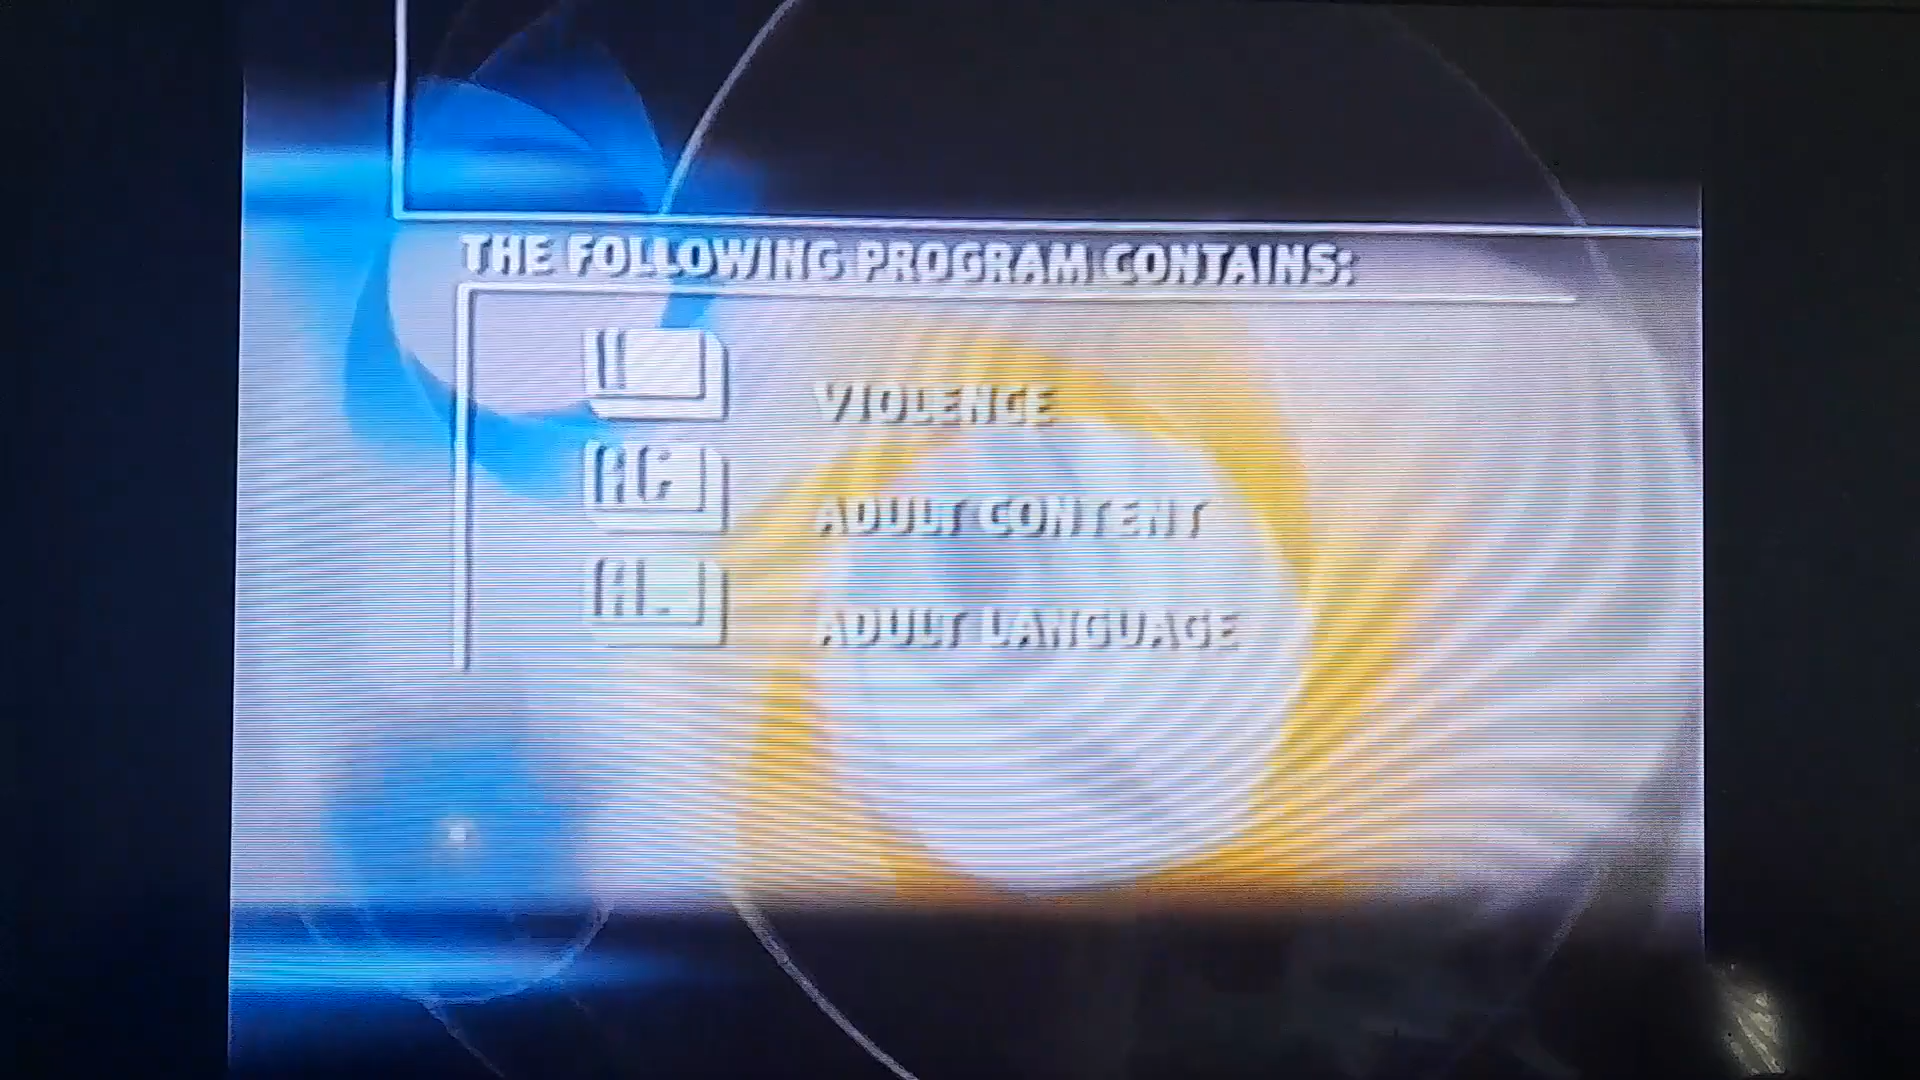 THE FOLLOWING PROGRAM CONTAINS:
VIOLENCE
AC ADULT CONTENT
AL ADULT LANGUAGE